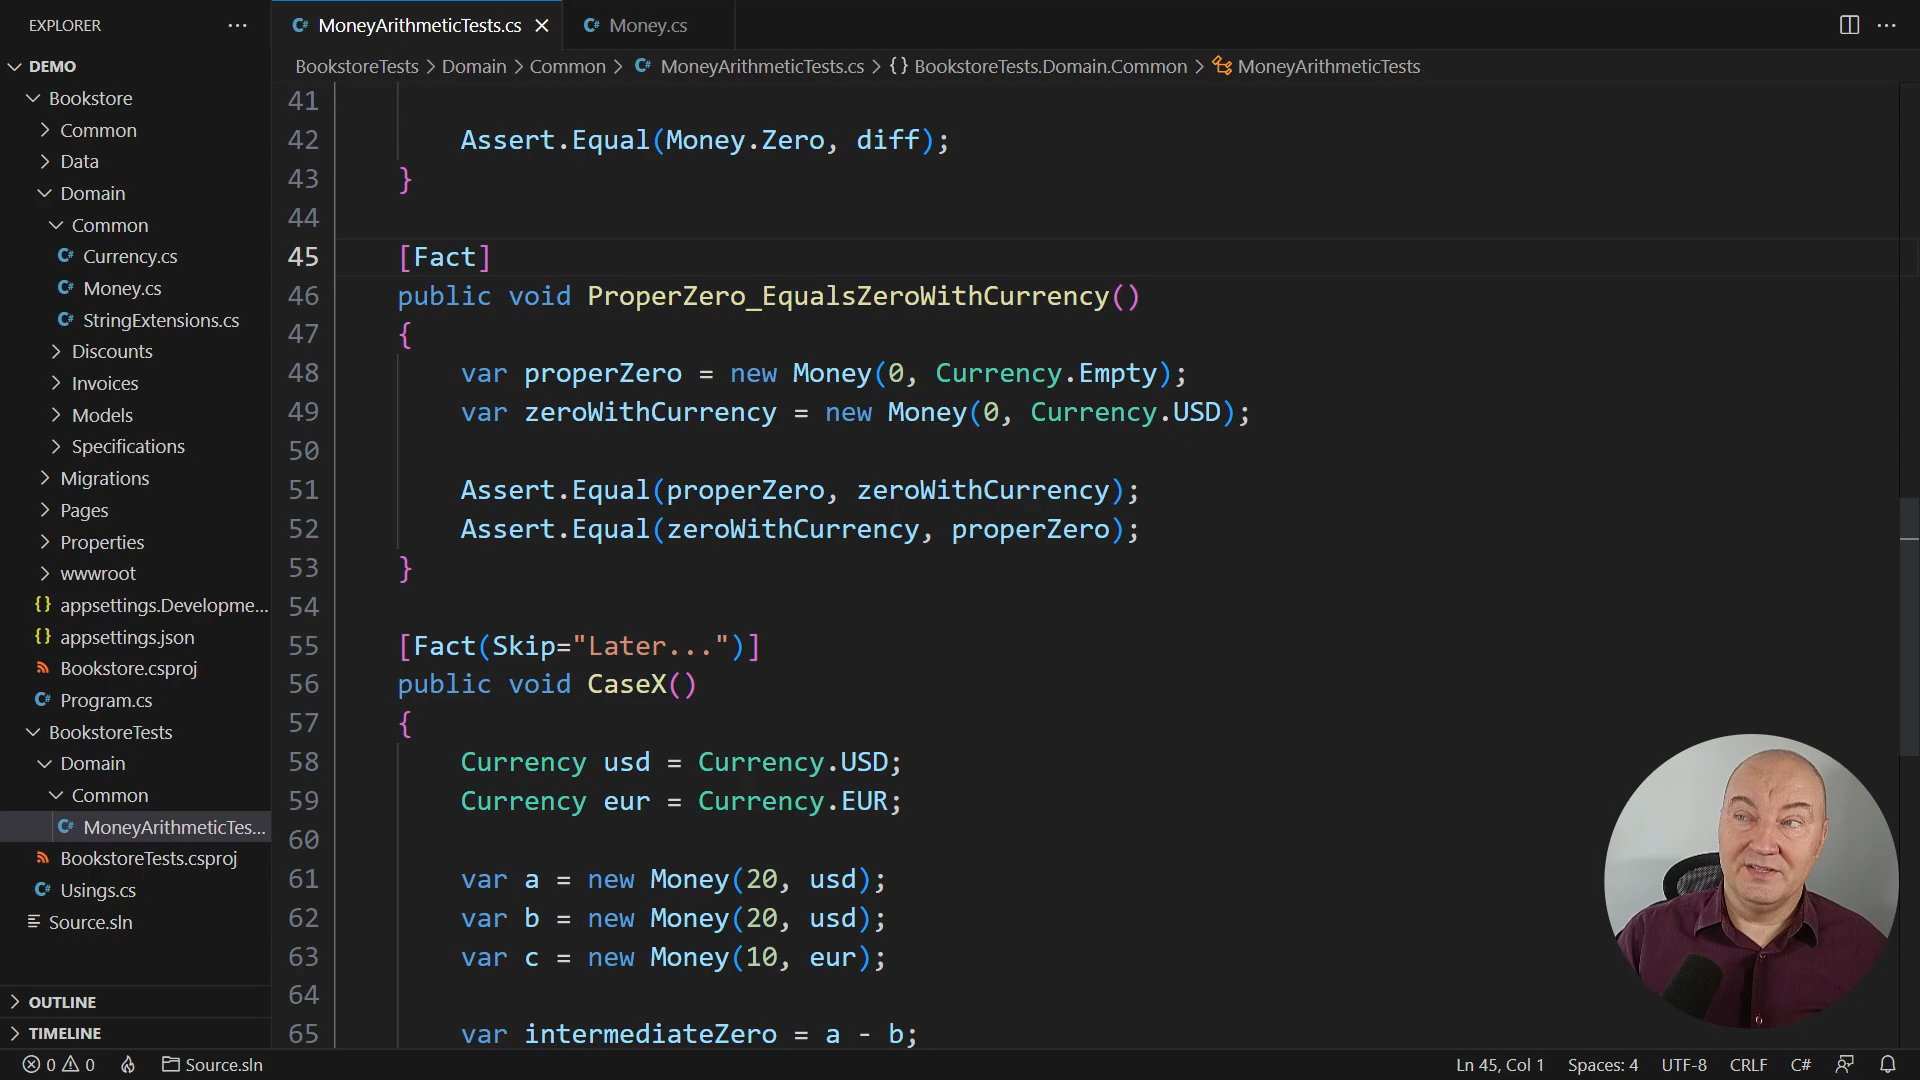 EXPLORER
DEMO
Bookstore
Common
Data
Domain
Common
C# Currency.cs
C# Money.cs
C# StringExtensions.cs
Discounts
Invoices
Models
Specifications
Migrations
Pages
Properties
wwwroot
{} appsettings.Developme...
{} appsettings.json
Bookstore.csproj
C# Program.cs
BookstoreTests
Domain
Common
C# MoneyArithmeticTes...
BookstoreTests.csproj
C# Usings.cs
Source.sln
OUTLINE
TIMELINE
C# MoneyArithmeticTests.cs
C# Money.cs
BookstoreTests > Domain > Common > C# MoneyArithmeticTests.cs > {} BookstoreTests.Domain.Common > MoneyArithmeticTests
41
42 Assert.Equal(Money.Zero, diff);
43 }
44
45 [Fact]
46 public void ProperZero_EqualsZeroWithCurrency()
47 {
48 var properZero = new Money(0, Currency.Empty);
49 var zeroWithCurrency = new Money(0, Currency.USD);
50
51 Assert.Equal(properZero, zeroWithCurrency);
52 Assert.Equal(zeroWithCurrency, properZero);
53 }
54
55 [Fact(Skip="Later...")]
56 public void CaseX()
57 {
58 Currency usd = Currency.USD;
59 Currency eur = Currency.EUR;
60
61 var a = new Money(20, usd);
62 var b = new Money(20, usd);
63 var c = new Money(10, eur);
64
65 var intermediateZero = a - b;
0 0 Source.sln Ln 45, Col 1 Spaces: 4 UTF-8 CRLF C#